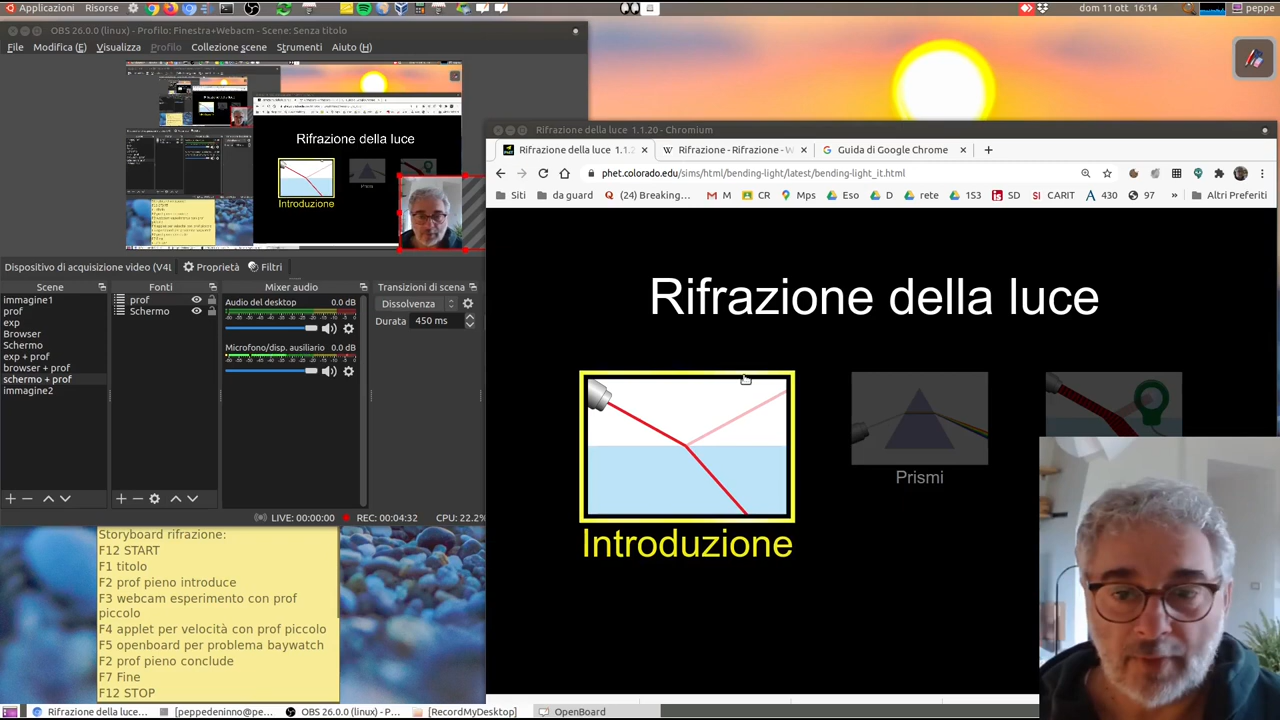 Applicazioni Risorse
dom 11 ott 16:14
peppe
OBS 26.0.0 (linux) - Profilo: Finestra+Webacm - Scene: Senza titolo
File Modifica (E) Visualizza Profilo Collezione scene Strumenti Aiuto (H)
Rifrazione della luce
Introduzione
Prismi
Dispositivo di acquisizione video (V4L Proprietà Filtri
Scene
immagine1
prof
exp
Browser
Schermo
exp + prof
browser + prof
schermo + prof
immagine2
Fonti
prof
Schermo
Mixer audio
Audio del desktop 0.0 dB
Microfono/disp. ausiliario 0.0 dB
Transizioni di scena
Dissolvenza
Durata 450 ms
LIVE: 00:00:00 REC: 00:04:32 CPU: 22.2%
Storyboard rifrazione:
F12 START
F1 titolo
F2 prof pieno introduce
F3 webcam esperimento con prof
piccolo
F4 applet per velocità con prof piccolo
F5 openboard per problema baywatch
F2 prof pieno conclude
F7 Fine
F12 STOP
Rifrazione della luce 1.1.20 - Chromium
Rifrazione della luce 1.1.2
Rifrazione - Rifrazione - W
Guida di Google Chrome
phet.colorado.edu/sims/html/bending-light/latest/bending-light_it.html
Siti da guard (24) Breaking... M CR Mps Esco D rete 1S3 SD CARIT 430 97 » Altri Preferiti
Rifrazione della luce
Introduzione
Prismi
Rifrazione della luce... [peppedeninno@pe... OBS 26.0.0 (linux) - P... [RecordMyDesktop] OpenBoard